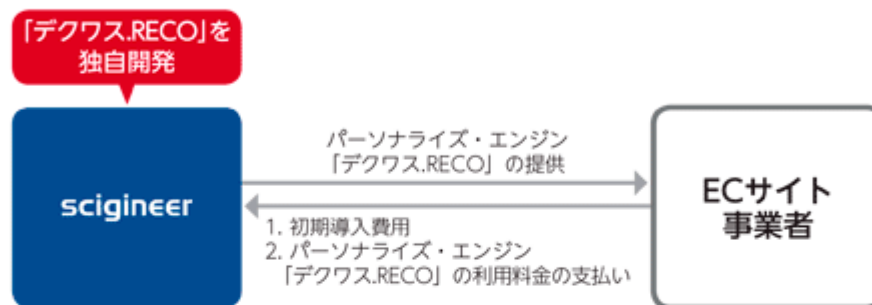 「デクワス.RECO」を
独自開発
scigineer
パーソナライズ・エンジン
「デクワス.RECO」の提供
1. 初期導入費用
2. パーソナライズ・エンジン
「デクワス.RECO」の利用料金の支払い
ECサイト
事業者